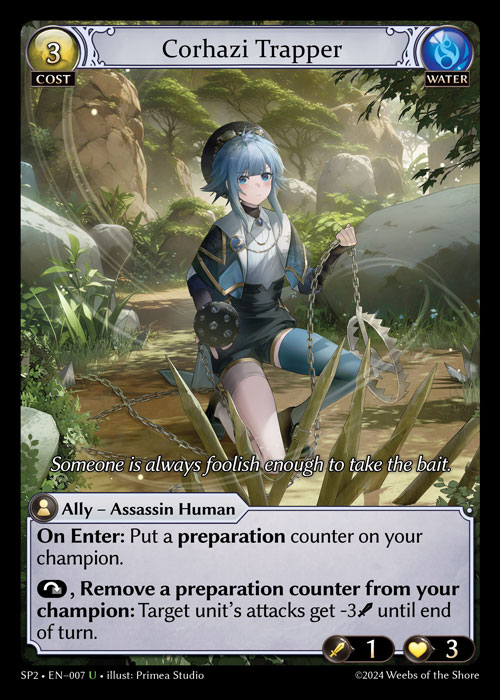 3
COST
Corhazi Trapper
WATER
Someone is always foolish enough to take the bait.
Ally – Assassin Human
On Enter: Put a preparation counter on your
champion.
, Remove a preparation counter from your
champion: Target unit's attacks get -3 until end
of turn.
1
3
SP2 • EN–007 U • illust: Primea Studio
©2024 Weebs of the Shore